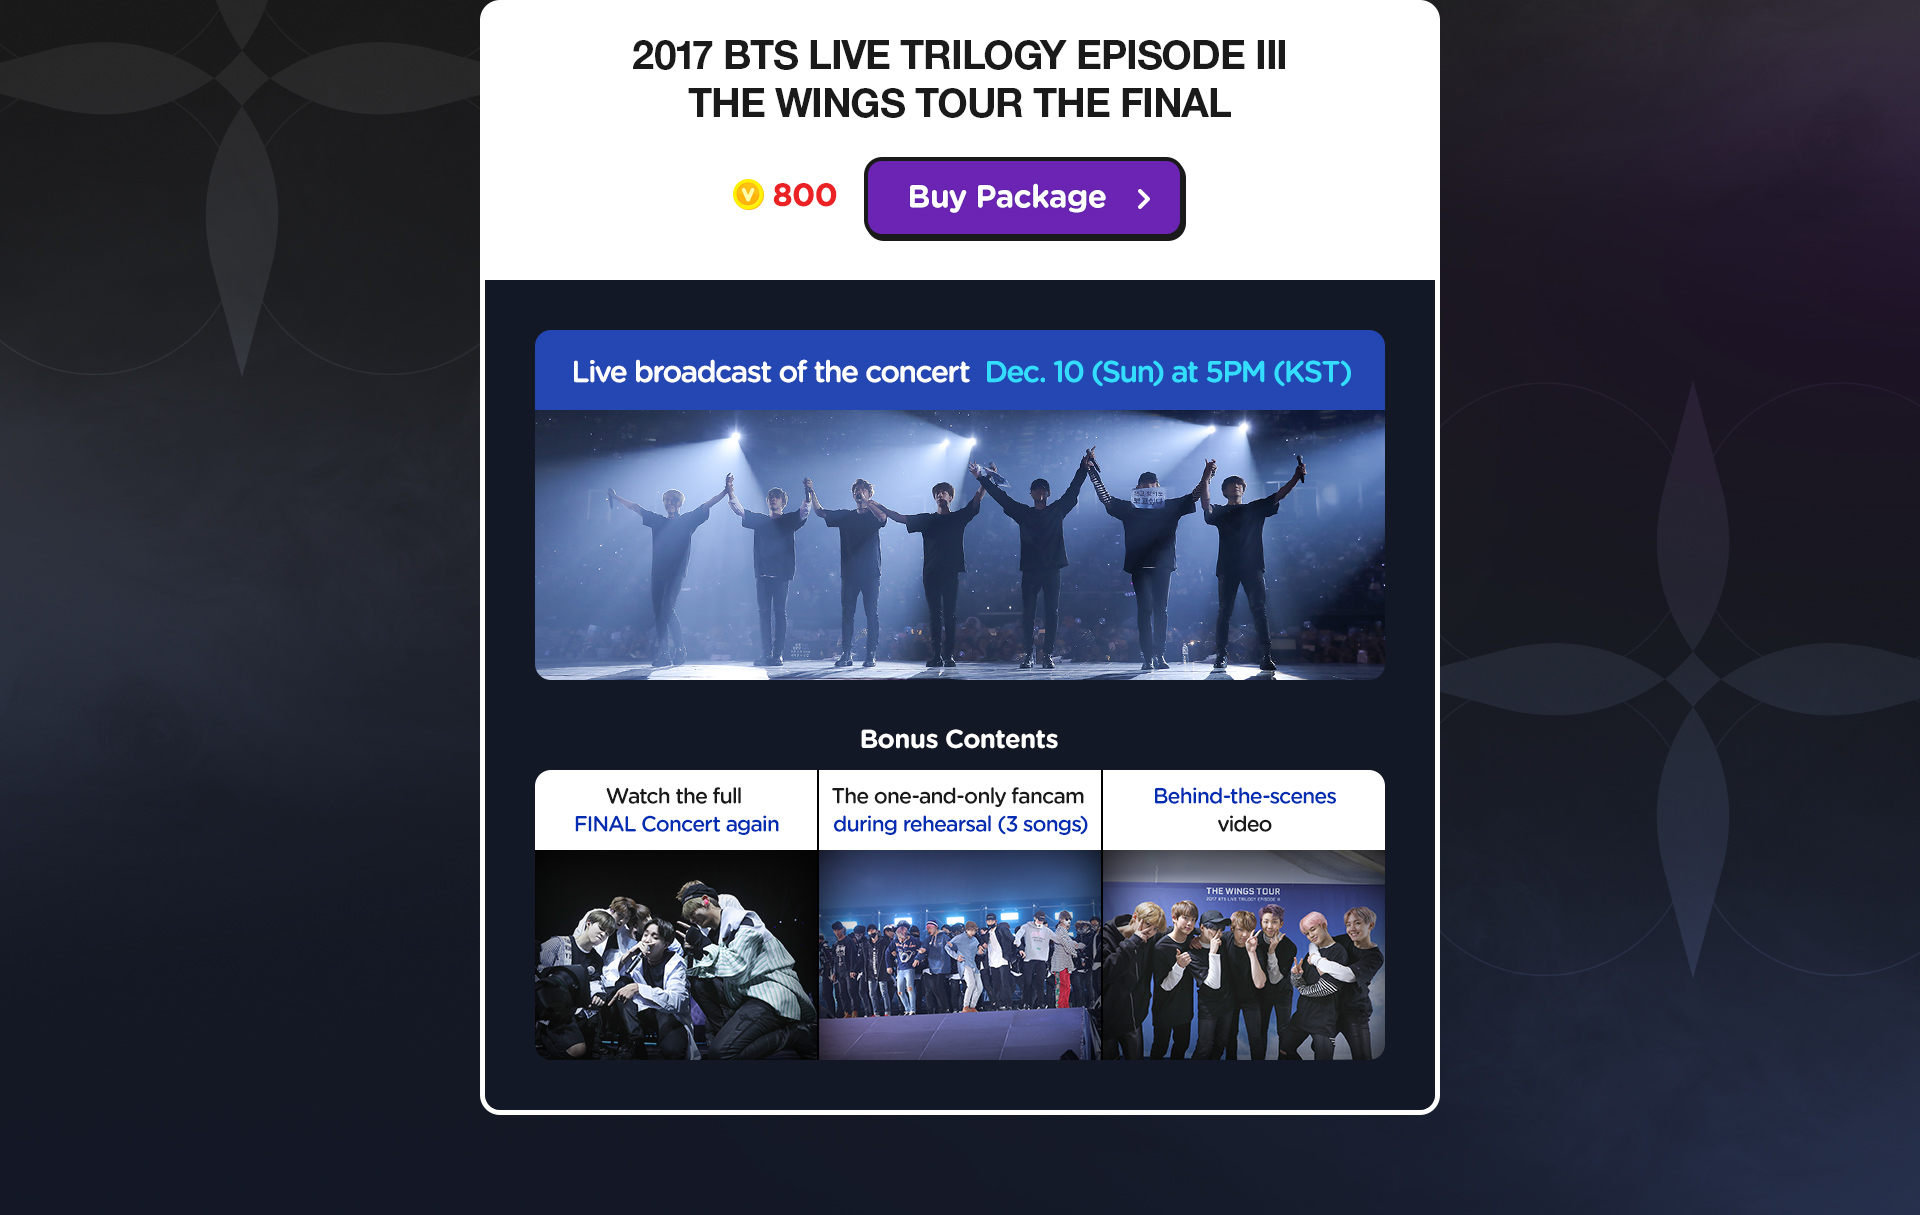 2017 BTS LIVE TRILOGY EPISODE III
THE WINGS TOUR THE FINAL
V 800
Buy Package
Live broadcast of the concert Dec. 10 (Sun) at 5PM (KST)
Bonus Contents
Watch the full
FINAL Concert again
The one-and-only fancam
during rehearsal (3 songs)
Behind-the-scenes
video
THE WINGS TOUR
2017 BTS LIVE TRILOGY EPISODE III